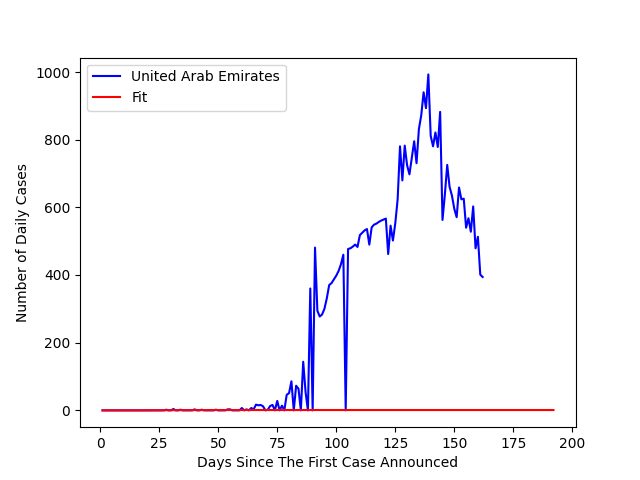 United Arab Emirates
Fit
1000
800
600
400
200
0
Number of Daily Cases
0 25 50 75 100 125 150 175 200
Days Since The First Case Announced